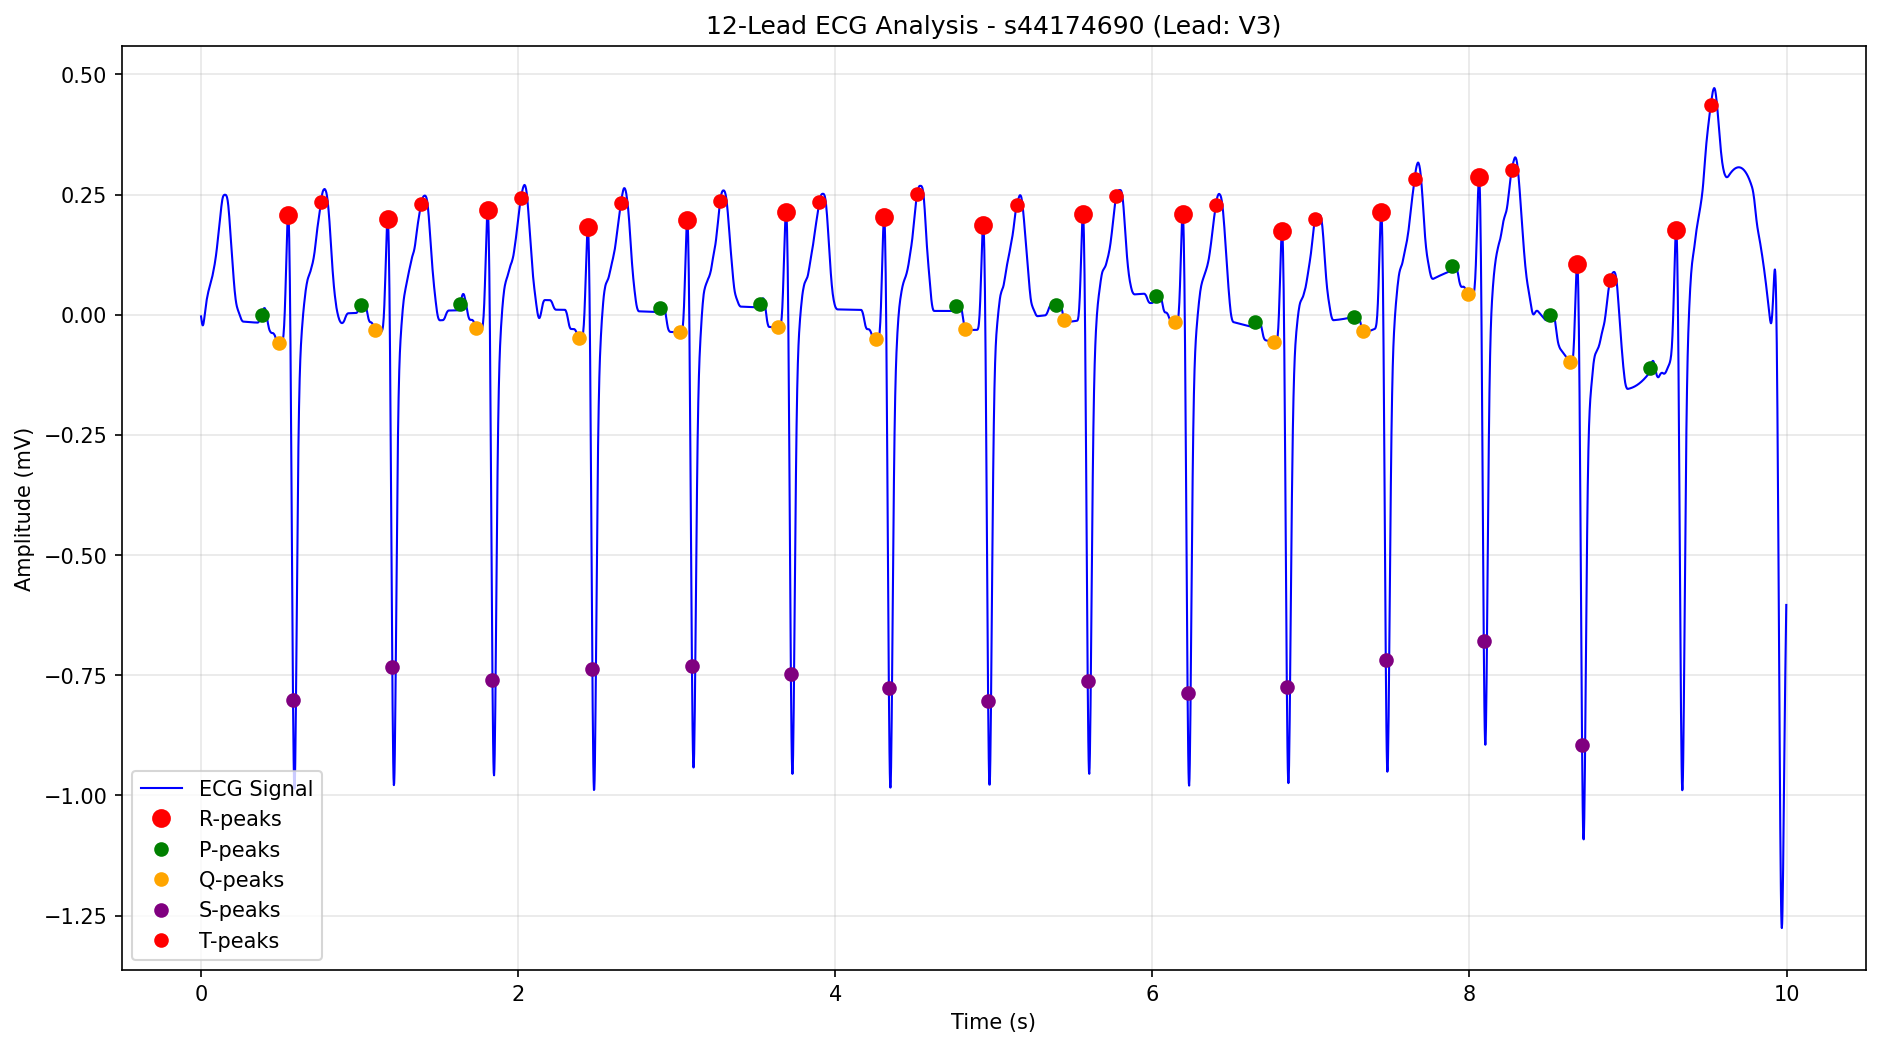 12-Lead ECG Analysis - s44174690 (Lead: V3)
Amplitude (mV)
0.50
0.25
0.00
−0.25
−0.50
−0.75
−1.00
−1.25
ECG Signal
R-peaks
P-peaks
Q-peaks
S-peaks
T-peaks
0 2 4 6 8 10
Time (s)